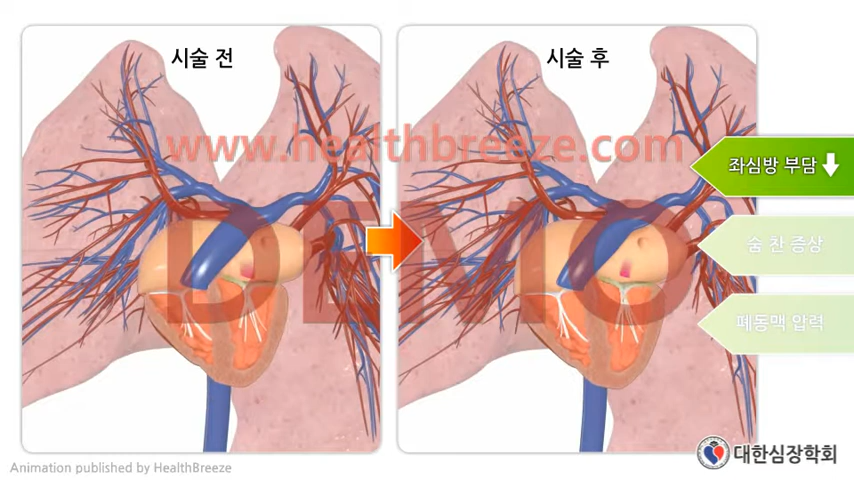 시술 전
시술 후
www.healthbreeze.com
좌심방 부담
DEMO
숨 찬 증상
폐동맥 압력
대한심장학회
Animation published by HealthBreeze